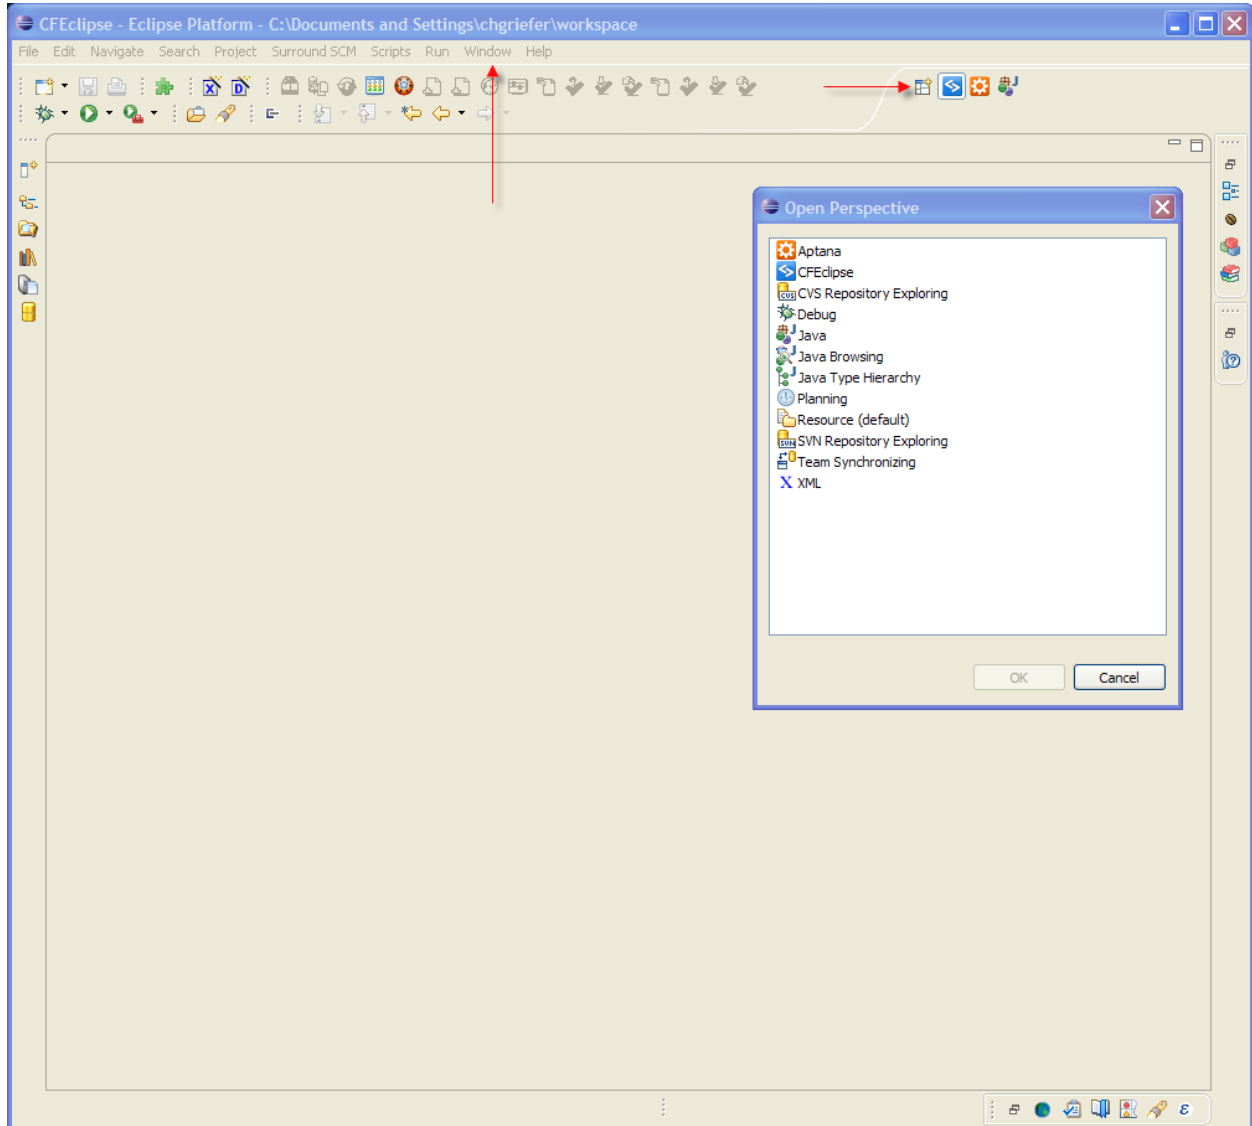 CFEclipse - Eclipse Platform - C:\Documents and Settings\chgriefer\workspace
File Edit Navigate Search Project Surround SCM Scripts Run Window Help
Open Perspective
Aptana
CFEclipse
CVS Repository Exploring
Debug
Java
Java Browsing
Java Type Hierarchy
Planning
Resource (default)
SVN Repository Exploring
Team Synchronizing
X XML
OK Cancel